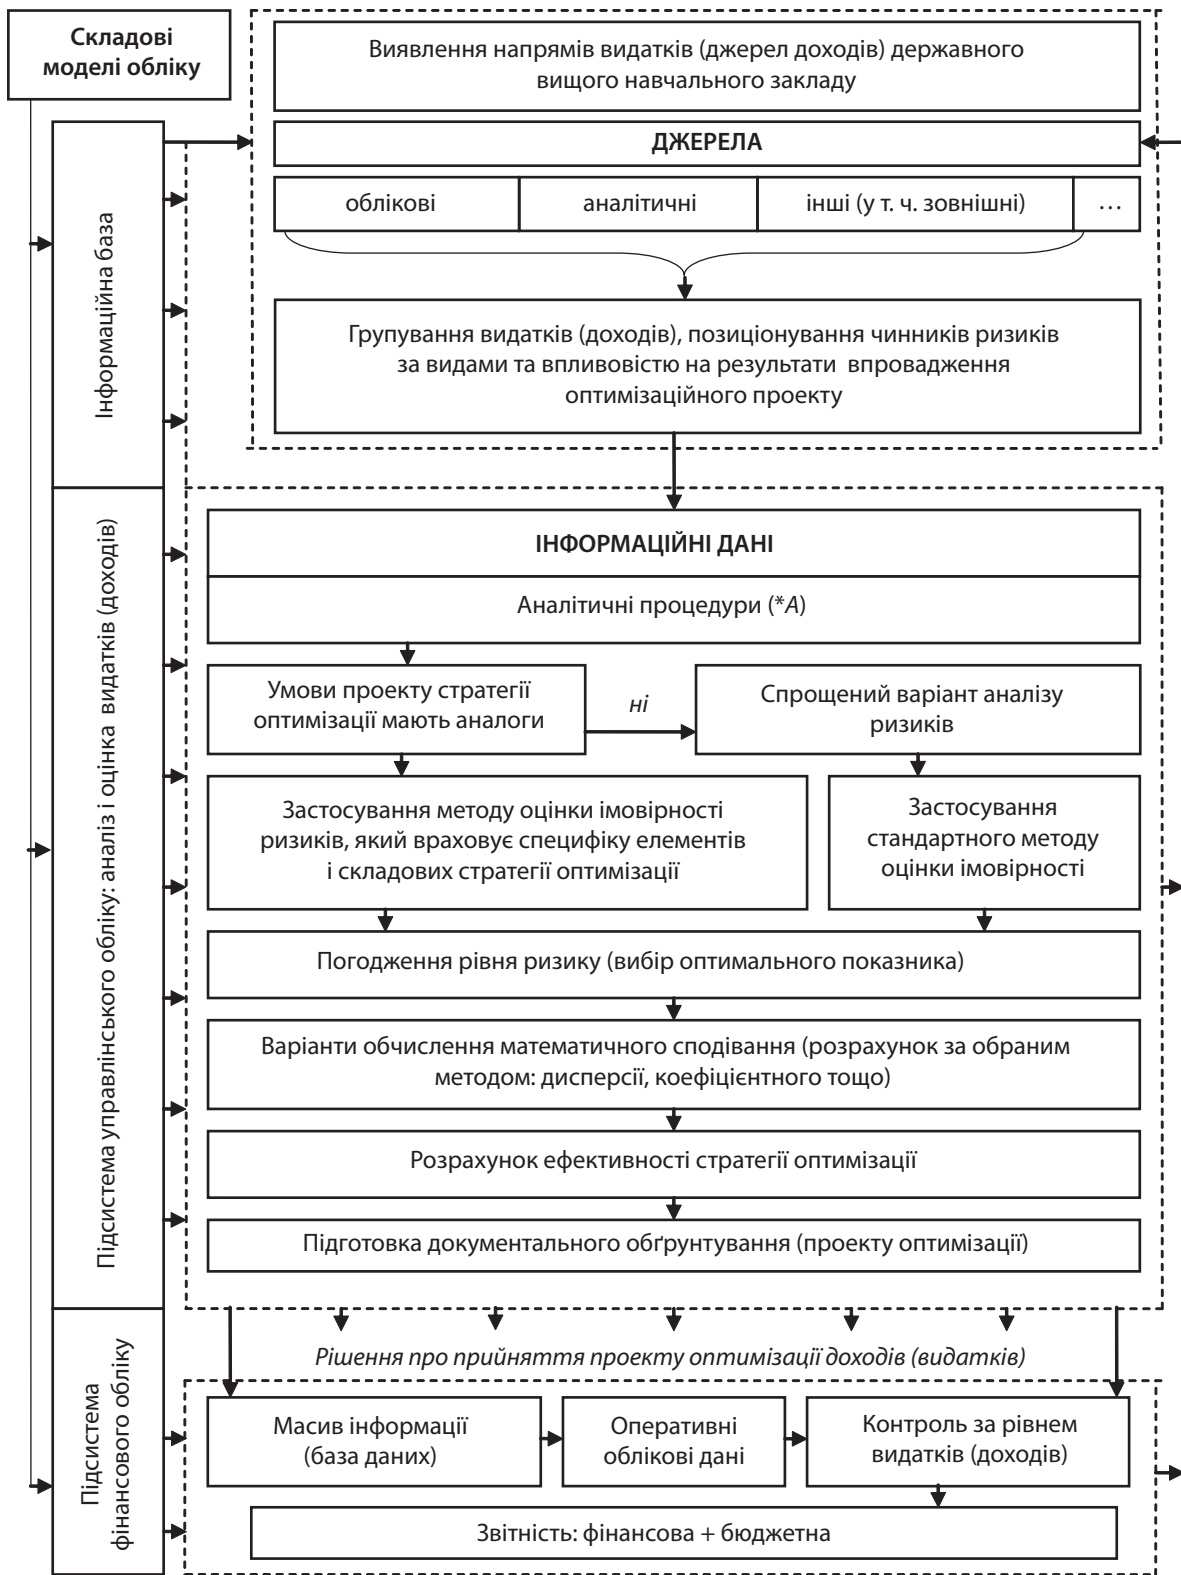 Складові
моделі обліку
Виявлення напрямів видатків (джерел доходів) державного
вищого навчального закладу
ДЖЕРЕЛА
облікові
аналітичні
інші (у т. ч. зовнішні)
…
Групування видатків (доходів), позиціонування чинників ризиків
за видами та впливовістю на результати впровадження
оптимізаційного проекту
Інформаційна база
ІНФОРМАЦІЙНІ ДАНІ
Аналітичні процедури (*А)
Умови проекту стратегії
оптимізації мають аналоги
ні
Спрощений варіант аналізу
ризиків
Застосування методу оцінки імовірності
ризиків, який враховує специфіку елементів
і складових стратегії оптимізації
Застосування
стандартного методу
оцінки імовірності
Погодження рівня ризику (вибір оптимального показника)
Варіанти обчислення математичного сподівання (розрахунок за обраним
методом: дисперсії, коефіцієнтного тощо)
Розрахунок ефективності стратегії оптимізації
Підготовка документального обґрунтування (проекту оптимізації)
Підсистема управлінського обліку: аналіз і оцінка видатків (доходів)
Рішення про прийняття проекту оптимізації доходів (видатків)
Підсистема
фінансового обліку
Масив інформації
(база даних)
Оперативні
облікові дані
Контроль за рівнем
видатків (доходів)
Звітність: фінансова + бюджетна